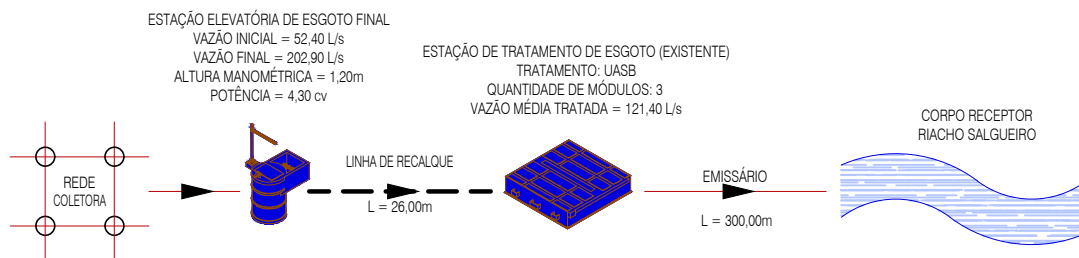 ESTAÇÃO ELEVATÓRIA DE ESGOTO FINAL
VAZÃO INICIAL = 52,40 L/s
VAZÃO FINAL = 202,90 L/s
ALTURA MANOMÉTRICA = 1,20m
POTÊNCIA = 4,30 cv
ESTAÇÃO DE TRATAMENTO DE ESGOTO (EXISTENTE)
TRATAMENTO: UASB
QUANTIDADE DE MÓDULOS: 3
VAZÃO MÉDIA TRATADA = 121,40 L/s
CORPO RECEPTOR
RIACHO SALGUEIRO
REDE
COLETORA
LINHA DE RECALQUE
L = 26,00m
EMISSÁRIO
L = 300,00m